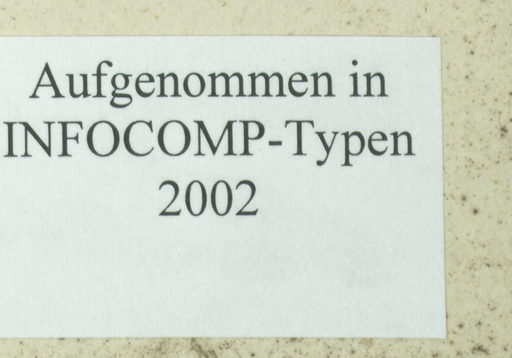 Aufgenommen in
INFOCOMP-Typen
2002